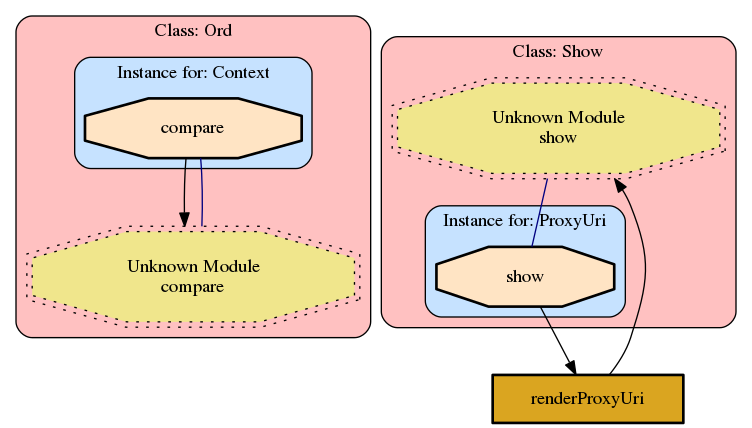 Class: Ord
Instance for: Context
compare
Unknown Module
compare
Class: Show
Unknown Module
show
Instance for: ProxyUri
show
renderProxyUri